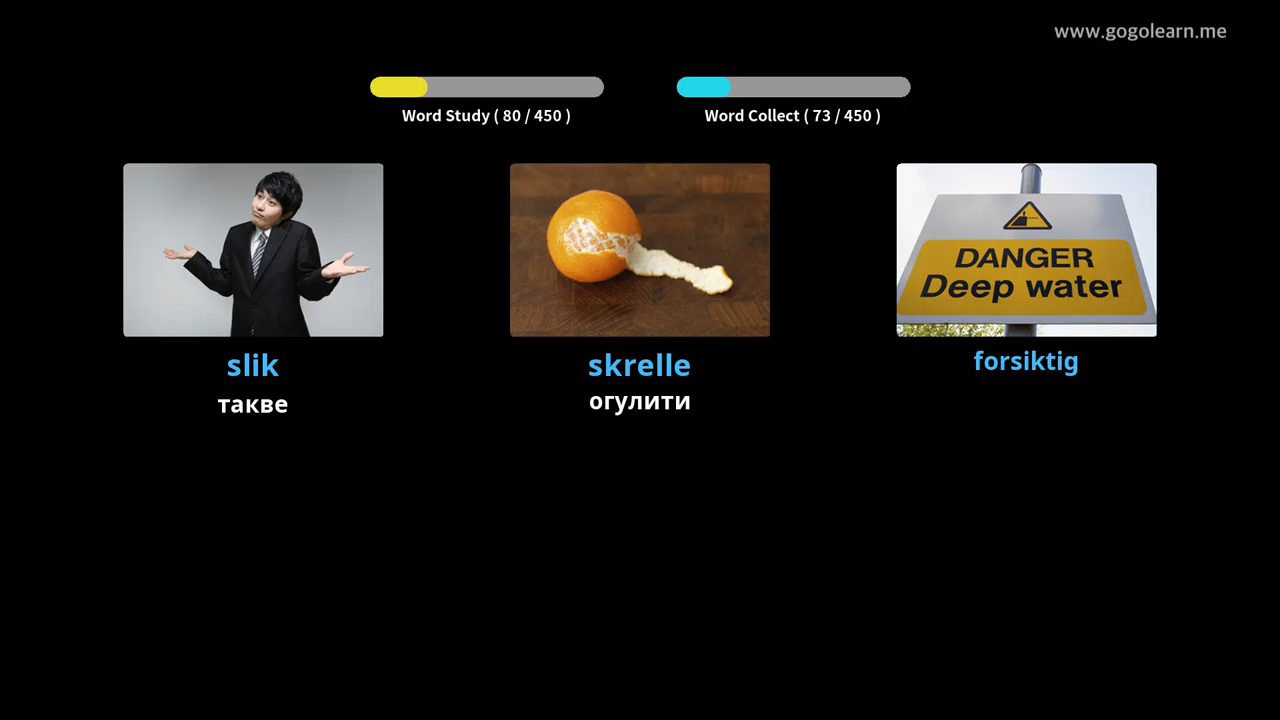 www.gogolearn.me
Word Study ( 80 / 450 )
Word Collect ( 73 / 450 )
DANGER
Deep water
slik
skrelle
forsiktig
такве
огулити